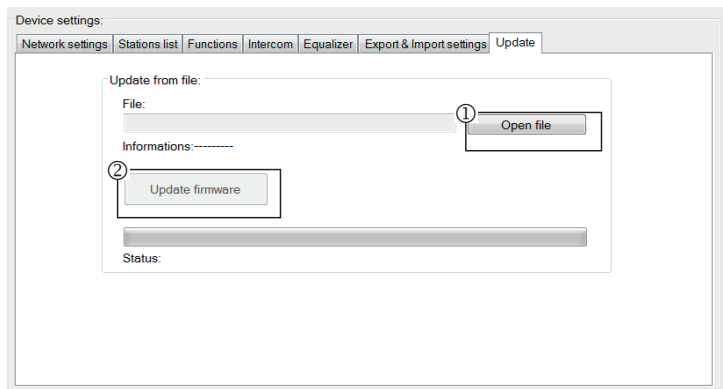 Device settings:
Network settings Stations list Functions Intercom Equalizer Export & Import settings Update
Update from file:
File:
① Open file
Informations:---------
② Update firmware
Status: